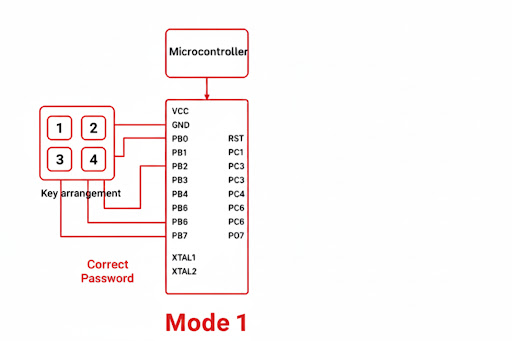 Microcontroller
VCC
GND
PB0 RST
PB1 PC1
PB2 PC3
PB3 PC3
PB4 PC4
PB6 PC6
PB6 PC6
PB7 PO7
XTAL1
XTAL2
1 2
3 4
Key arrangement
Correct
Password
Mode 1